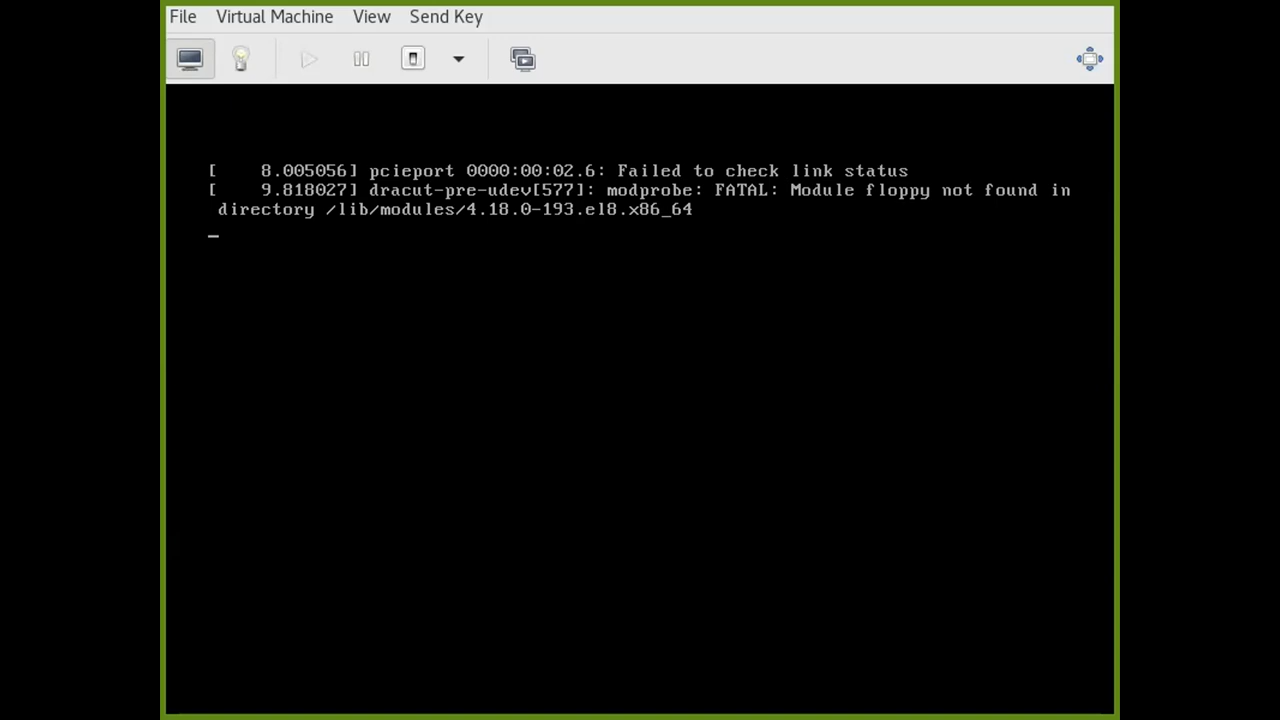 File Virtual Machine View Send Key
[    8.005056] pcieport 0000:00:02.6: Failed to check link status
[    9.818027] dracut-pre-udev[577]: modprobe: FATAL: Module floppy not found in
directory /lib/modules/4.18.0-193.el8.x86_64
_